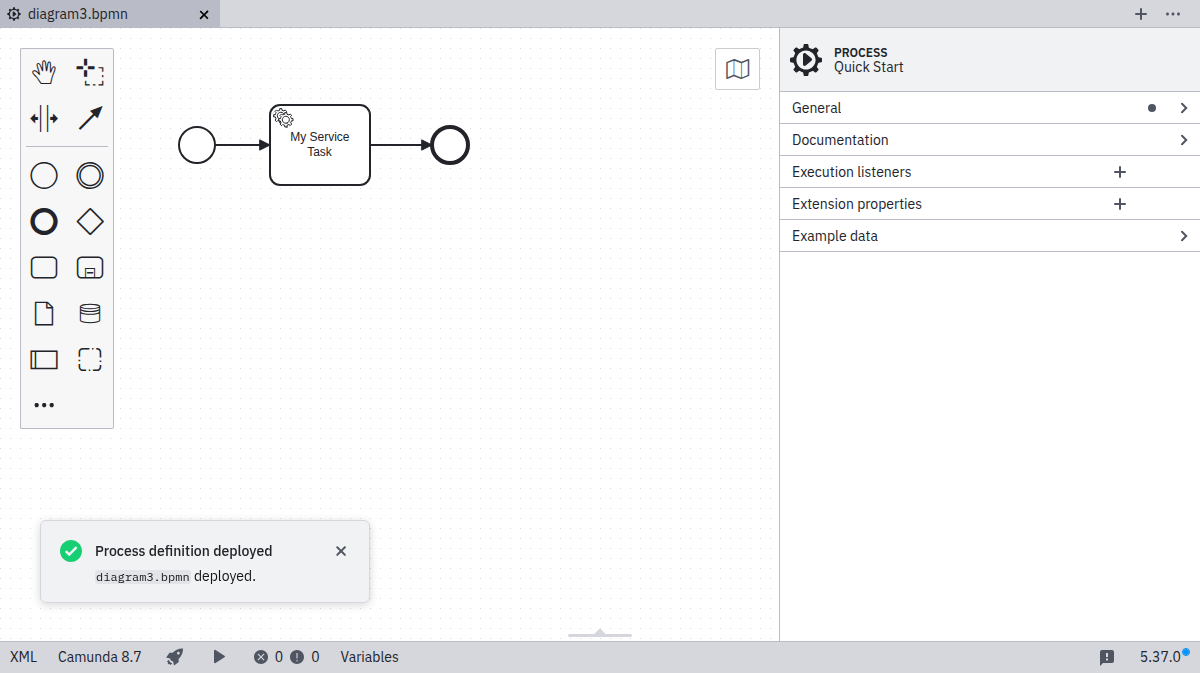 diagram3.bpmn
PROCESS
Quick Start
General
Documentation
Execution listeners
Extension properties
Example data
My Service
Task
Process definition deployed
diagram3.bpmn deployed.
XML
Camunda 8.7
0
0
Variables
5.37.0